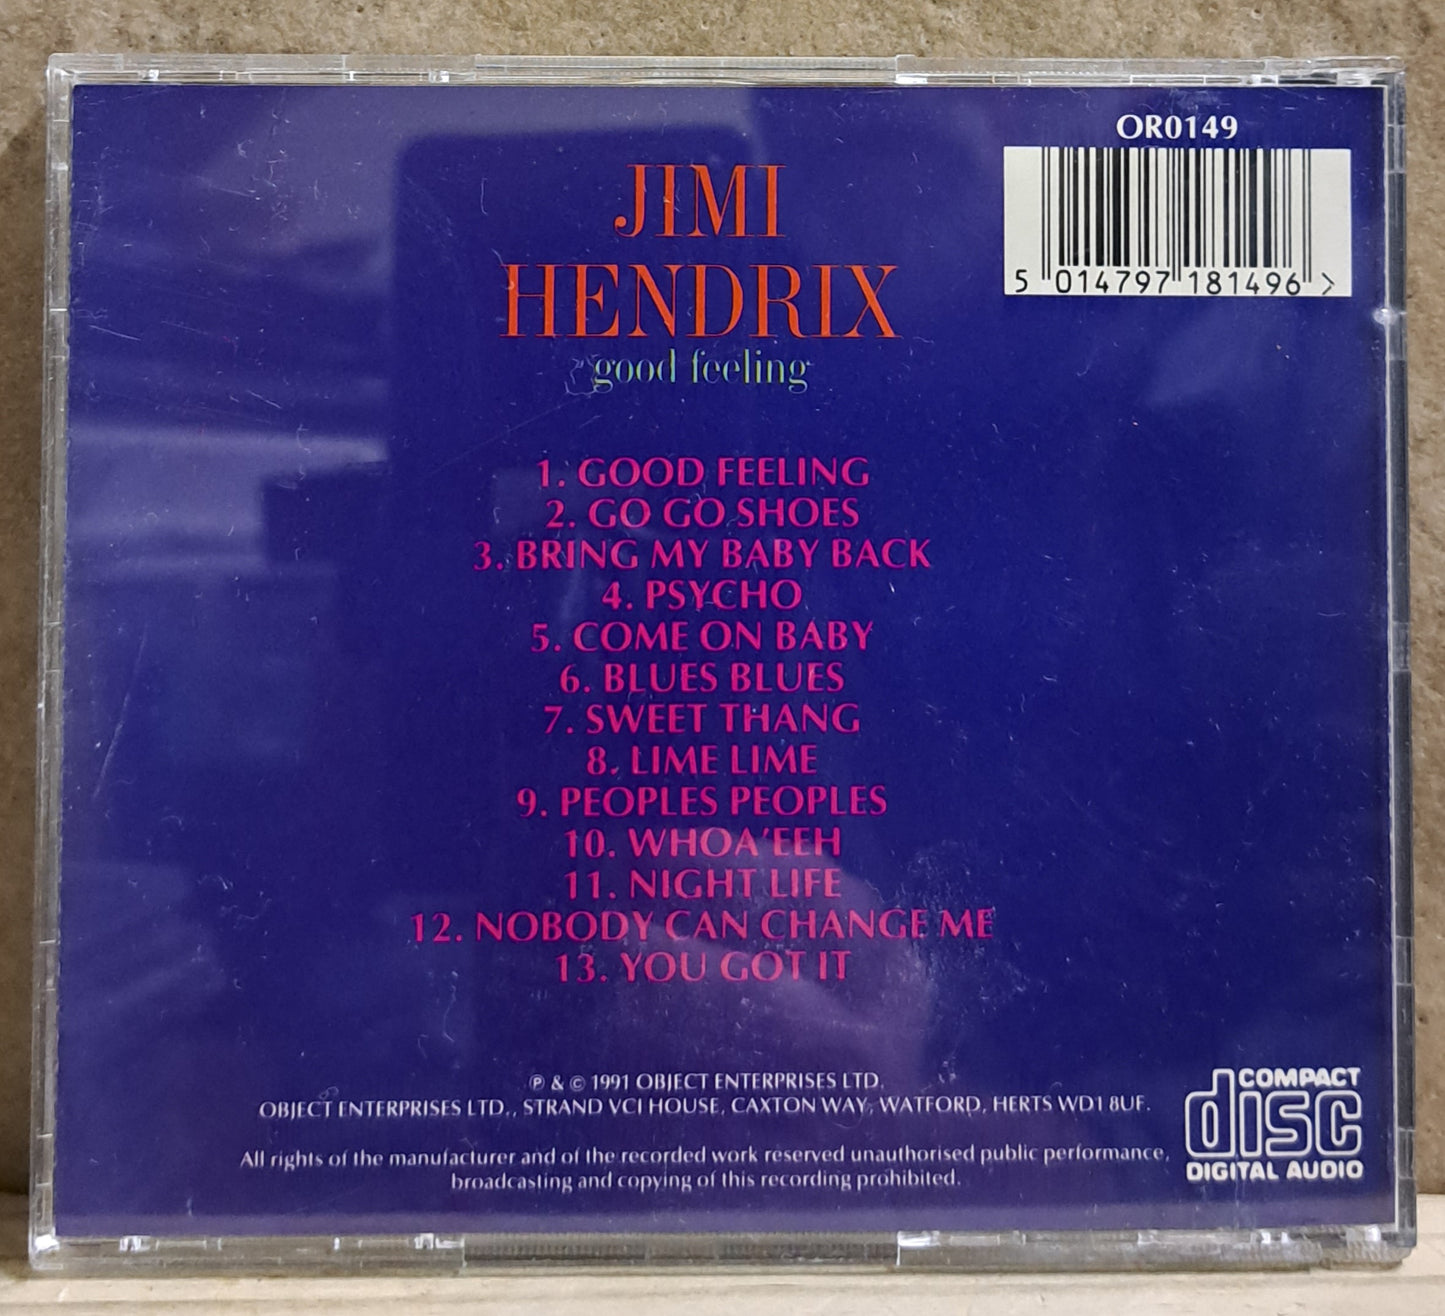 OR0149
5 014797 181496 >
JIMI
HENDRIX
good feeling
1. GOOD FEELING
2. GO GO SHOES
3. BRING MY BABY BACK
4. PSYCHO
5. COME ON BABY
6. BLUES BLUES
7. SWEET THANG
8. LIME LIME
9. PEOPLES PEOPLES
10. WHOA'EEH
11. NIGHT LIFE
12. NOBODY CAN CHANGE ME
13. YOU GOT IT
℗ & © 1991 OBJECT ENTERPRISES LTD.
OBJECT ENTERPRISES LTD., STRAND VCI HOUSE, CAXTON WAY, WATFORD, HERTS WD1 8UF.
All rights of the manufacturer and of the recorded work reserved unauthorised public performance,
broadcasting and copying of this recording prohibited.
COMPACT
disc
DIGITAL AUDIO